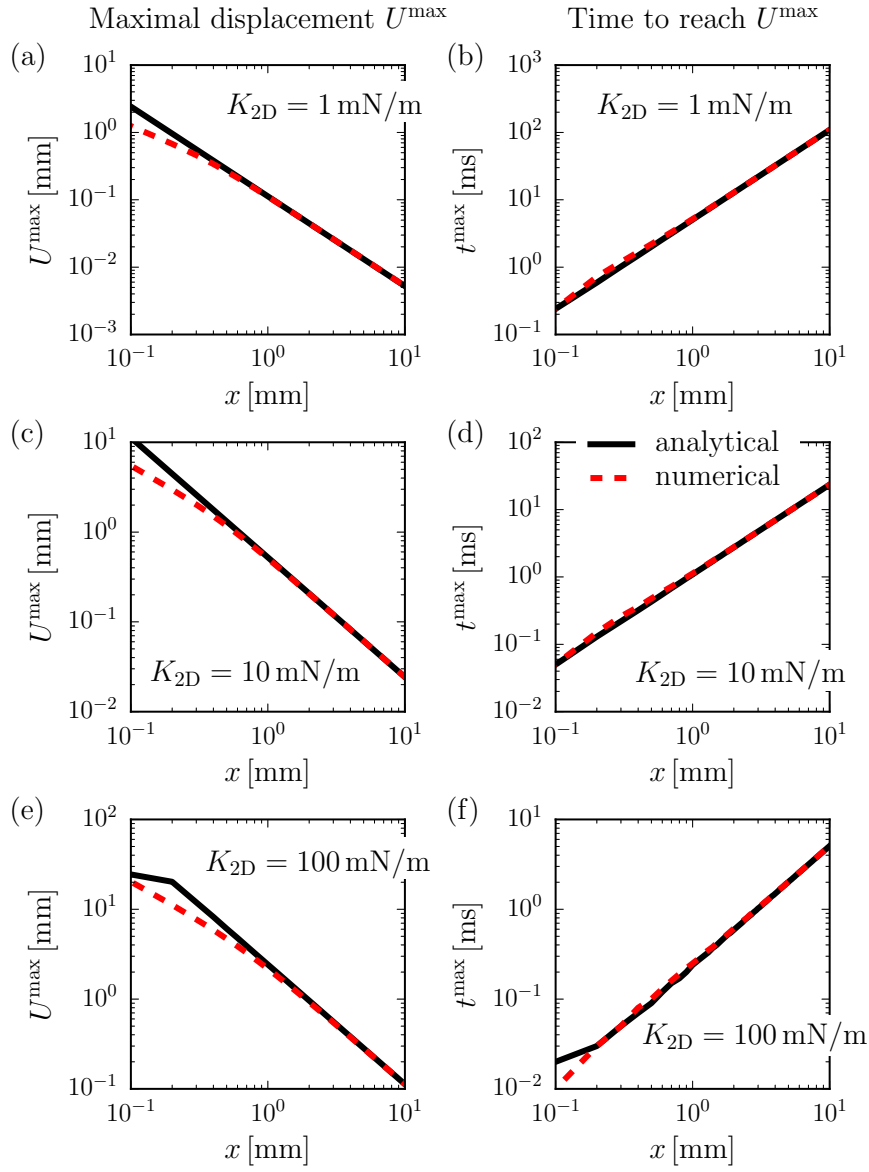 Maximal displacement U^max
Time to reach U^max
(a)
10^1
10^0
10^−1
10^−2
10^−3
U^max [mm]
K_2D = 1 mN/m
10^−1
10^0
10^1
x [mm]
(b)
10^3
10^2
10^1
10^0
10^−1
t^max [ms]
K_2D = 1 mN/m
10^−1
10^0
10^1
x [mm]
(c)
10^1
10^0
10^−1
10^−2
U^max [mm]
K_2D = 10 mN/m
10^−1
10^0
10^1
x [mm]
(d)
10^2
10^1
10^0
10^−1
10^−2
t^max [ms]
analytical
numerical
K_2D = 10 mN/m
10^−1
10^0
10^1
x [mm]
(e)
10^2
10^1
10^0
10^−1
U^max [mm]
K_2D = 100 mN/m
10^−1
10^0
10^1
x [mm]
(f)
10^1
10^0
10^−1
10^−2
t^max [ms]
K_2D = 100 mN/m
10^−1
10^0
10^1
x [mm]